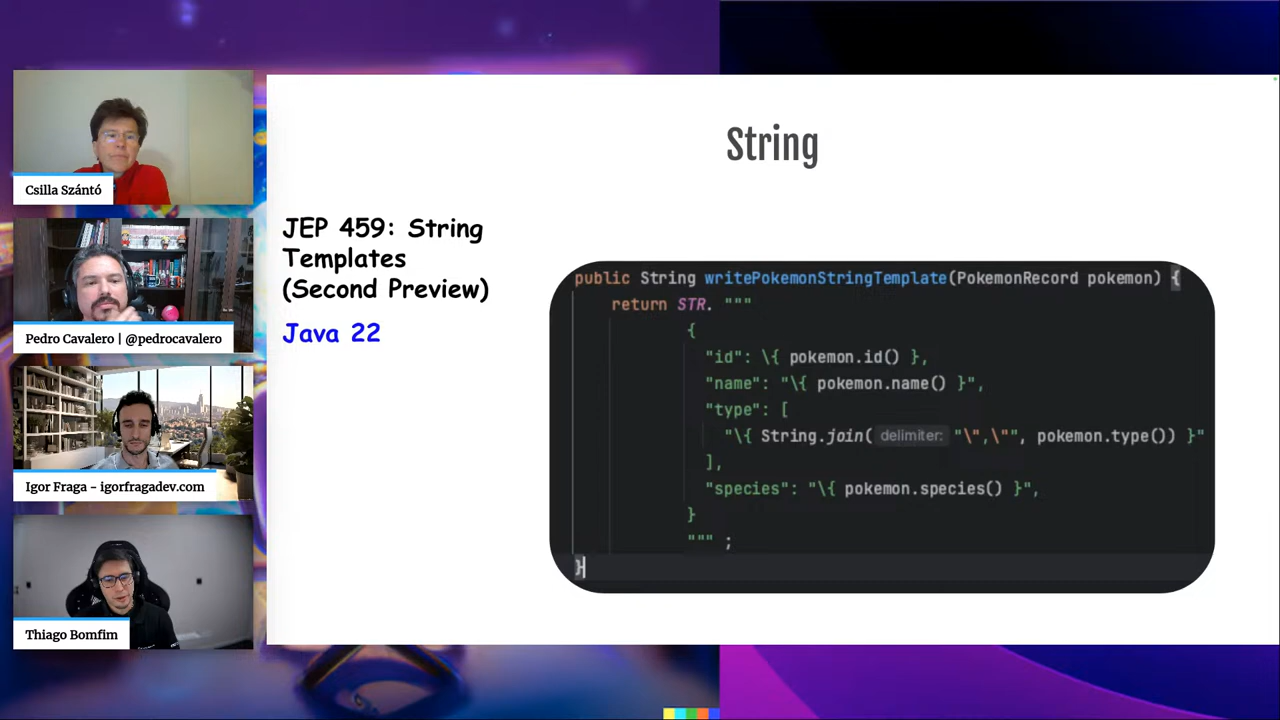 Csilla Szántó
Pedro Cavalero | @pedrocavalero
Igor Fraga - igorfragadev.com
Thiago Bomfim
String
JEP 459: String
Templates
(Second Preview)
Java 22
public String writePokemonStringTemplate(PokemonRecord pokemon) {
return STR. """
{
"id": \{ pokemon.id() },
"name": "\{ pokemon.name() }",
"type": [
"\{ String.join( delimiter: "\",\"", pokemon.type()) }"
],
"species": "\{ pokemon.species() }",
}
""" ;
}